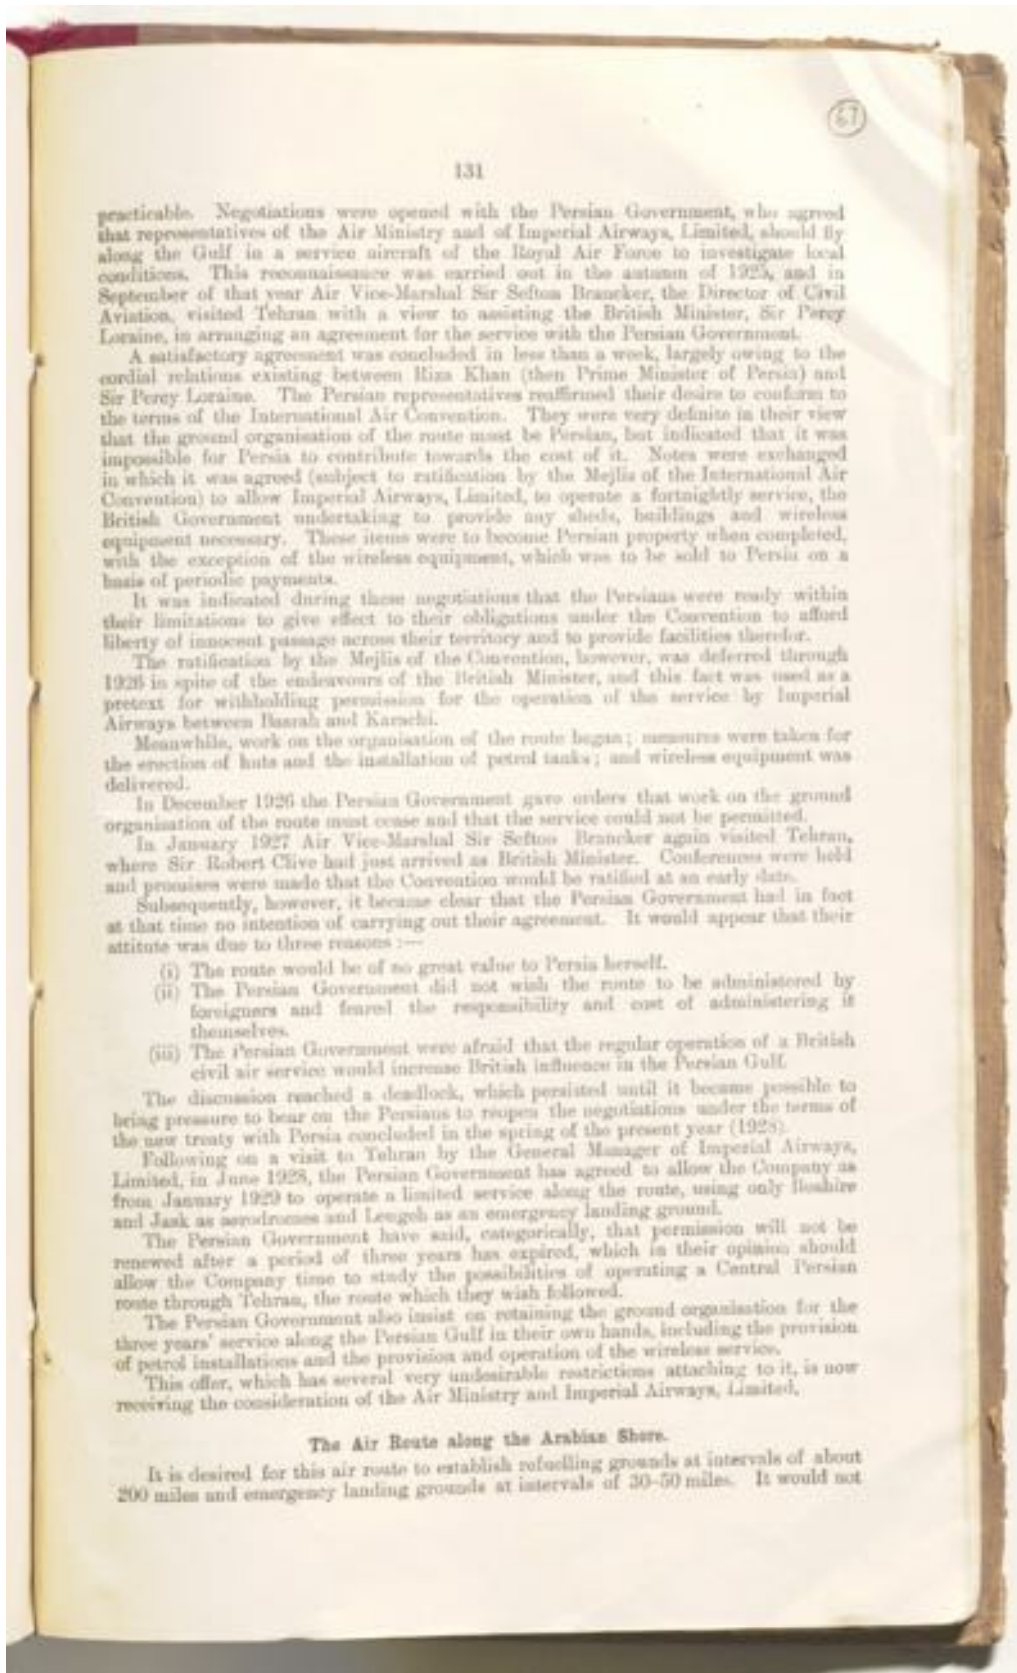 67
131
practicable. Negotiations were opened with the Persian Government, who agreed
that representatives of the Air Ministry and of Imperial Airways, Limited, should fly
along the Gulf in a service aircraft of the Royal Air Force to investigate local
conditions. This reconnaissance was carried out in the autumn of 1925, and in
September of that year Air Vice-Marshal Sir Sefton Brancker, the Director of Civil
Aviation, visited Tehran with a view to assisting the British Minister, Sir Percy
Loraine, in arranging an agreement for the service with the Persian Government.
A satisfactory agreement was concluded in less than a week, largely owing to the
cordial relations existing between Riza Khan (then Prime Minister of Persia) and
Sir Percy Loraine. The Persian representatives reaffirmed their desire to conform to
the terms of the International Air Convention. They were very definite in their view
that the ground organisation of the route must be Persian, but indicated that it was
impossible for Persia to contribute towards the cost of it. Notes were exchanged
in which it was agreed (subject to ratification by the Mejlis of the International Air
Convention) to allow Imperial Airways, Limited, to operate a fortnightly service, the
British Government undertaking to provide any sheds, buildings and wireless
equipment necessary. These items were to become Persian property when completed,
with the exception of the wireless equipment, which was to be sold to Persia on a
basis of periodic payments.
It was indicated during these negotiations that the Persians were ready within
their limitations to give effect to their obligations under the Convention to afford
liberty of innocent passage across their territory and to provide facilities therefor.
The ratification by the Mejlis of the Convention, however, was deferred through
1926 in spite of the endeavours of the British Minister, and this fact was used as a
pretext for withholding permission for the operation of the service by Imperial
Airways between Basrah and Karachi.
Meanwhile, work on the organisation of the route began; measures were taken for
the erection of huts and the installation of petrol tanks; and wireless equipment was
delivered.
In December 1926 the Persian Government gave orders that work on the ground
organisation of the route must cease and that the service could not be permitted.
In January 1927 Air Vice-Marshal Sir Sefton Brancker again visited Tehran,
where Sir Robert Clive had just arrived as British Minister. Conferences were held
and promises were made that the Convention would be ratified at an early date.
Subsequently, however, it became clear that the Persian Government had in fact
at that time no intention of carrying out their agreement. It would appear that their
attitute was due to three reasons :—
(i) The route would be of no great value to Persia herself.
(ii) The Persian Government did not wish the route to be administered by
foreigners and feared the responsibility and cost of administering it
themselves.
(iii) The Persian Government were afraid that the regular operation of a British
civil air service would increase British influence in the Persian Gulf.
The discussion reached a deadlock, which persisted until it became possible to
bring pressure to bear on the Persians to reopen the negotiations under the terms of
the new treaty with Persia concluded in the spring of the present year (1928).
Following on a visit to Tehran by the General Manager of Imperial Airways,
Limited, in June 1928, the Persian Government has agreed to allow the Company as
from January 1929 to operate a limited service along the route, using only Bushire
and Jask as aerodromes and Lengeh as an emergency landing ground.
The Persian Government have said, categorically, that permission will not be
renewed after a period of three years has expired, which in their opinion should
allow the Company time to study the possibilities of operating a Central Persian
route through Tehran, the route which they wish followed.
The Persian Government also insist on retaining the ground organisation for the
three years' service along the Persian Gulf in their own hands, including the provision
of petrol installations and the provision and operation of the wireless service.
This offer, which has several very undesirable restrictions attaching to it, is now
receiving the consideration of the Air Ministry and Imperial Airways, Limited.
The Air Route along the Arabian Shore.
It is desired for this air route to establish refuelling grounds at intervals of about
200 miles and emergency landing grounds at intervals of 30-50 miles. It would not